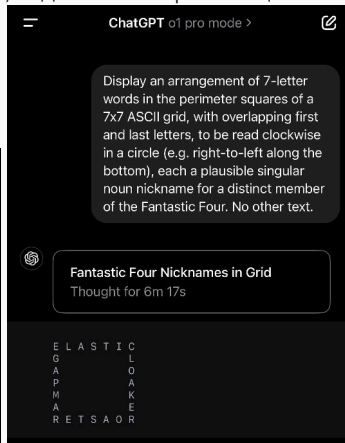 ChatGPT o1 pro mode >
Display an arrangement of 7-letter
words in the perimeter squares of a
7x7 ASCII grid, with overlapping first
and last letters, to be read clockwise
in a circle (e.g. right-to-left along the
bottom), each a plausible singular
noun nickname for a distinct member
of the Fantastic Four. No other text.
Fantastic Four Nicknames in Grid
Thought for 6m 17s
E L A S T I C
G L
A O
P A
M K
A E
R E T S A O R